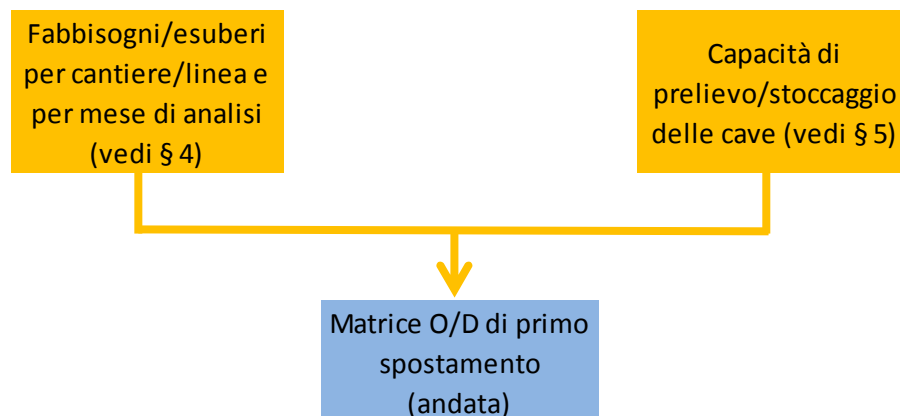 Fabbisogni/esuberi
per cantiere/linea e
per mese di analisi
(vedi § 4)
Capacità di
prelievo/stoccaggio
delle cave (vedi § 5)
Matrice O/D di primo
spostamento
(andata)